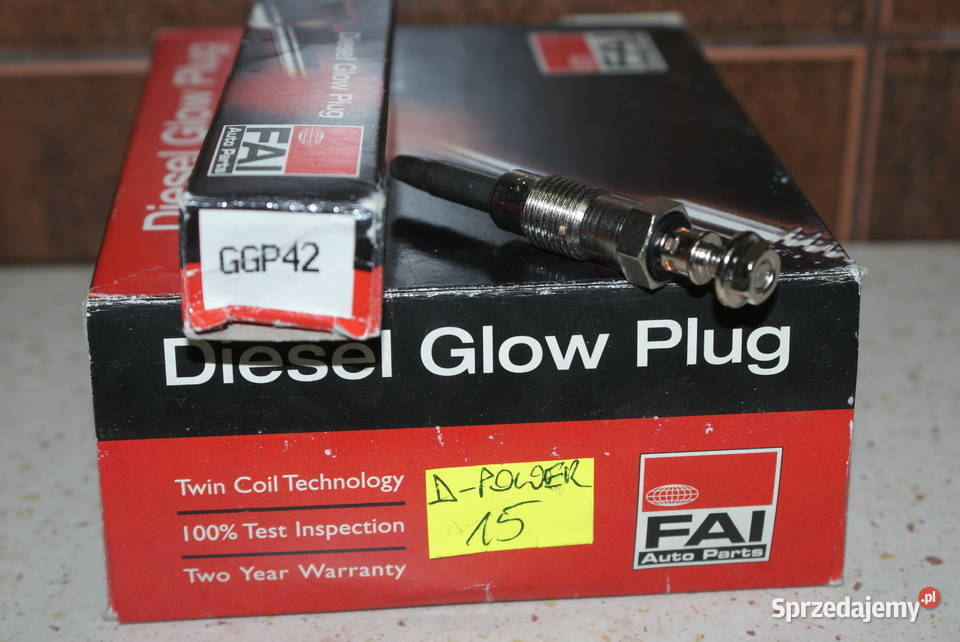 Diesel Glow Plug
Diesel Glow Plug
FAI
Auto Parts
GGP42
Diesel Glow Plug
Twin Coil Technology
100% Test Inspection
Two Year Warranty
D-POWER
15
FAI
Auto Parts
Sprzedajemy.pl